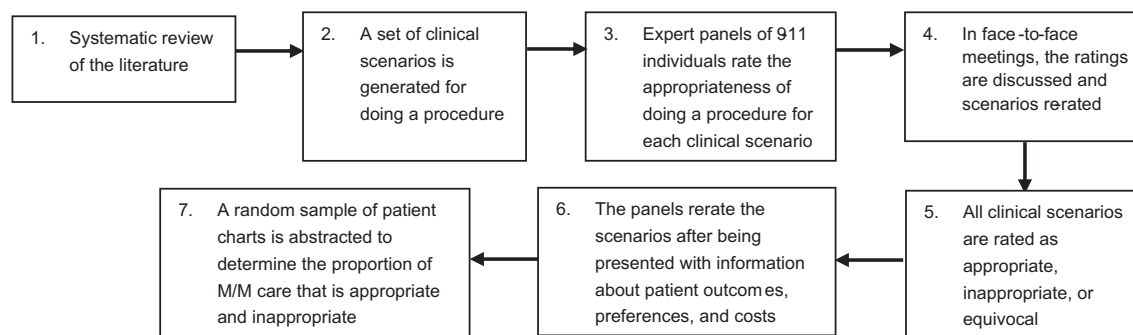 1. Systematic review
of the literature
2. A set of clinical
scenarios is
generated for
doing a procedure
3. Expert panels of 911
individuals rate the
appropriateness of
doing a procedure for
each clinical scenario
4. In face-to-face
meetings, the ratings
are discussed and
scenarios rerated
5. All clinical scenarios
are rated as
appropriate,
inappropriate, or
equivocal
6. The panels rerate the
scenarios after being
presented with information
about patient outcomes,
preferences, and costs
7. A random sample of patient
charts is abstracted to
determine the proportion of
M/M care that is appropriate
and inappropriate